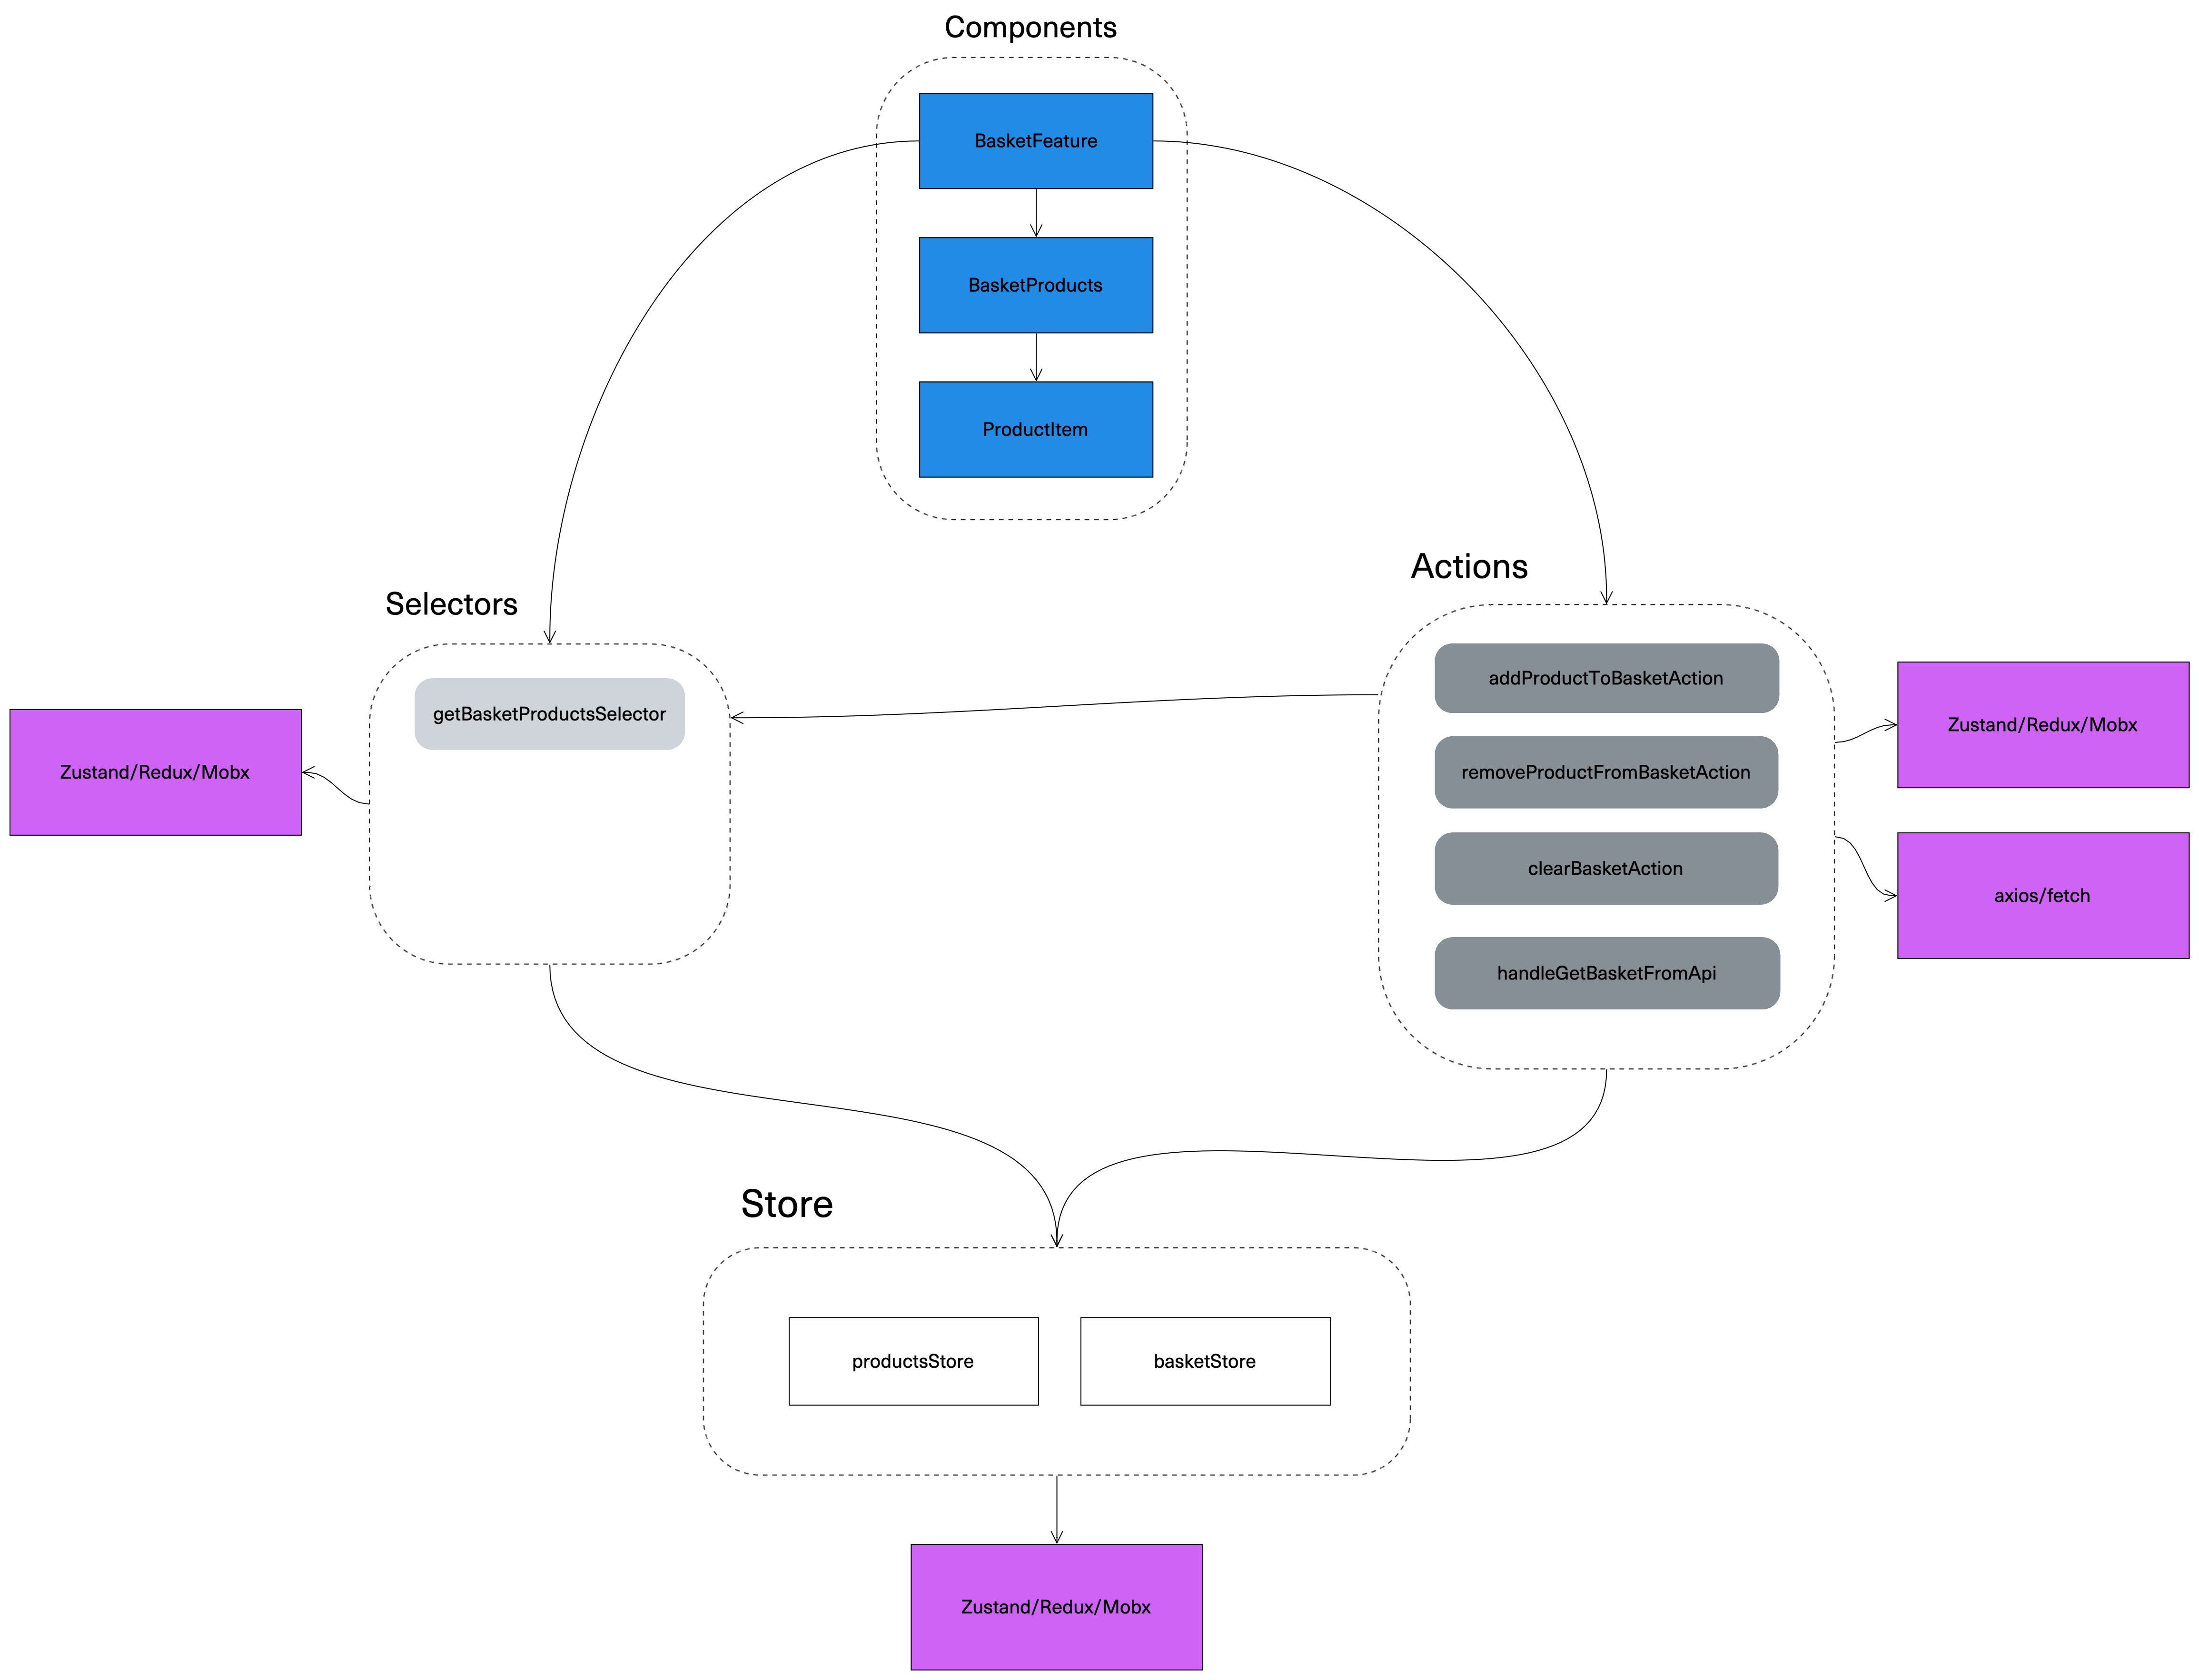 Components
BasketFeature
BasketProducts
ProductItem
Selectors
getBasketProductsSelector
Zustand/Redux/Mobx
Actions
addProductToBasketAction
removeProductFromBasketAction
clearBasketAction
handleGetBasketFromApi
Zustand/Redux/Mobx
axios/fetch
Store
productsStore
basketStore
Zustand/Redux/Mobx